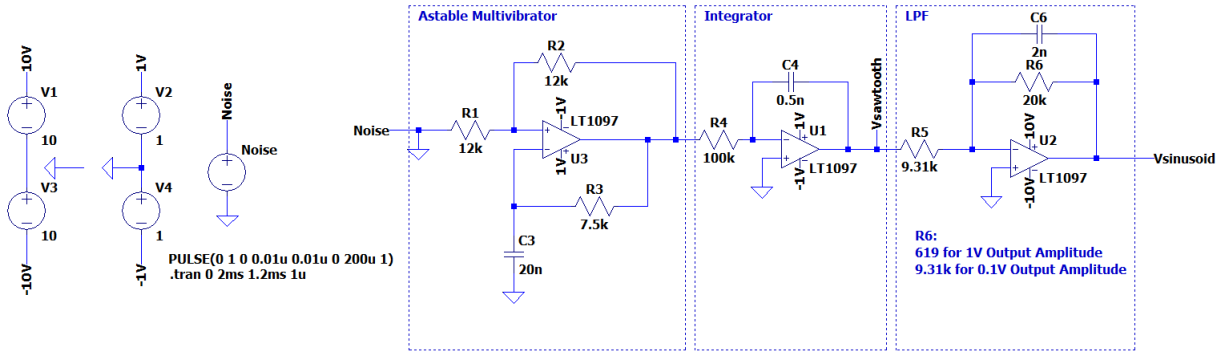 Astable Multivibrator
Integrator
LPF
10V
V1
10
V3
10
-10V
1V
V2
1
V4
1
-1V
Noise
Noise
PULSE(0 1 0 0.01u 0.01u 0 200u 1)
.tran 0 2ms 1.2ms 1u
Noise
R1
12k
R2
12k
-1V
LT1097
U3
1V
R3
7.5k
C3
20n
R4
100k
C4
0.5n
1V
U1
LT1097
-1V
Vsawtooth
R5
9.31k
C6
2n
R6
20k
10V
U2
LT1097
-10V
Vsinusoid
R6:
619 for 1V Output Amplitude
9.31k for 0.1V Output Amplitude